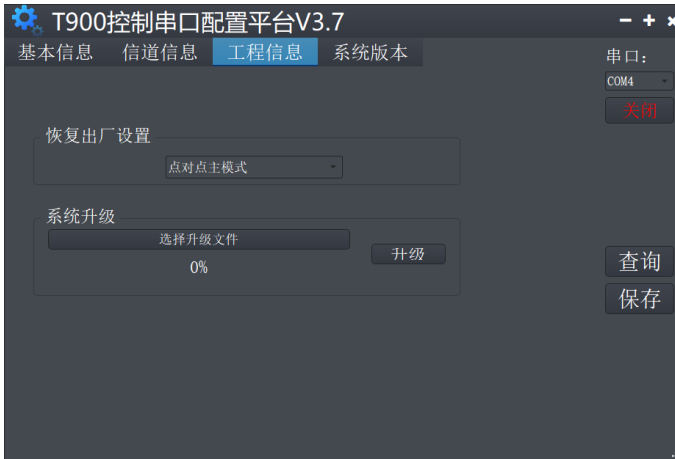 T900控制串口配置平台V3.7
基本信息 信道信息 工程信息 系统版本
串口：
COM4
关闭
恢复出厂设置
点对点主模式
系统升级
选择升级文件
升级
0%
查询
保存